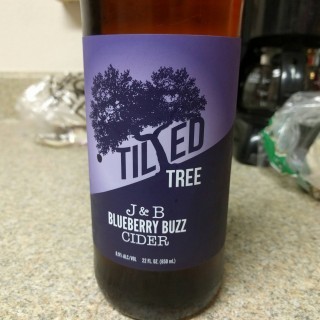 TILTED
TREE
J & B
BLUEBERRY BUZZ
CIDER
22 FL. OZ. (650 mL)